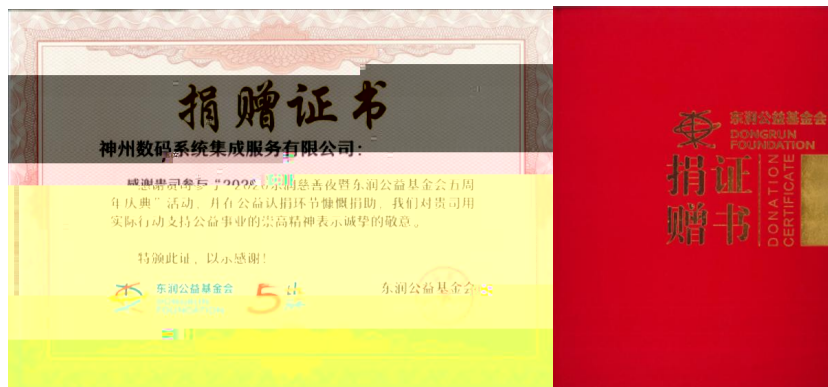 捐赠证书
神州数码系统集成服务有限公司：
感谢贵司参与“2020东润慈善夜暨东润公益基金会五周
年庆典”活动，并在公益认捐环节慷慨捐助，我们对贵司用
实际行动支持公益事业的崇高精神表示诚挚的敬意。
特颁此证，以示感谢！
东润公益基金会
5
东润公益基金会
东润公益基金会
DONGRUN
FOUNDATION
捐赠
证书
DONATION
CERTIFICATE